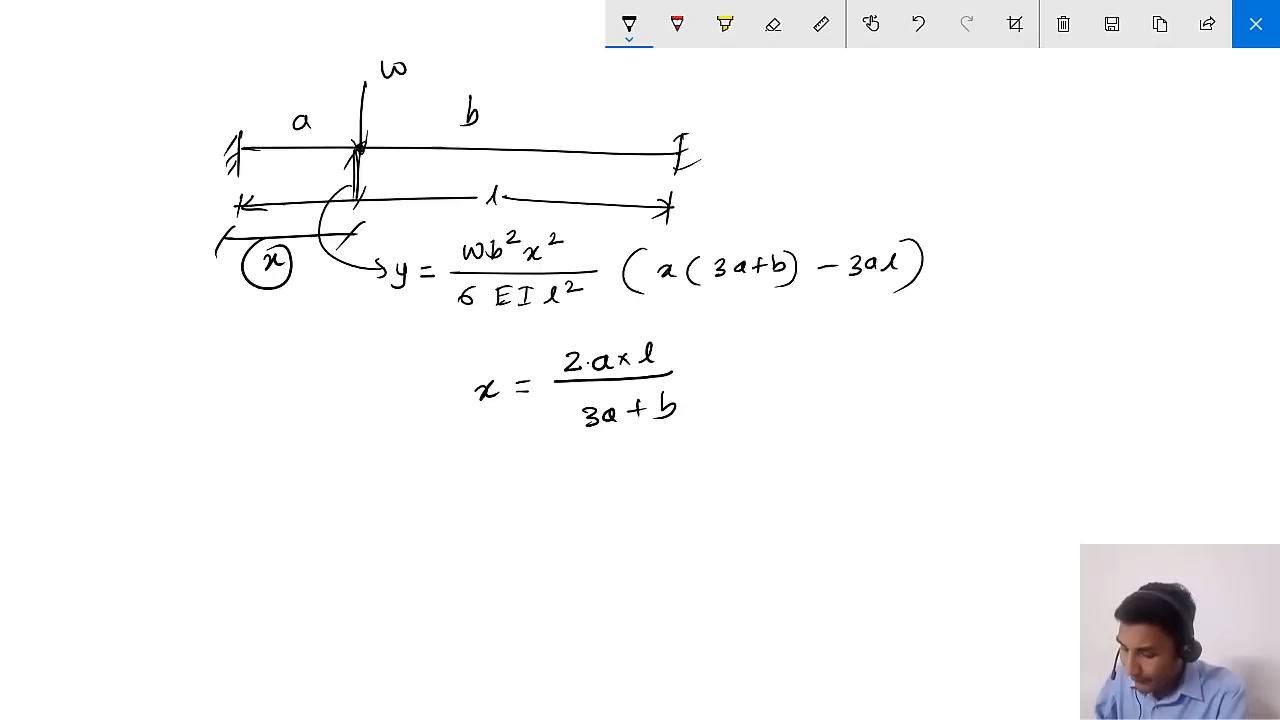 w
a b
l
x
y = wb²x² / 6 EI l² (x(3a+b) - 3al)
x = 2·a×l / 3a+b